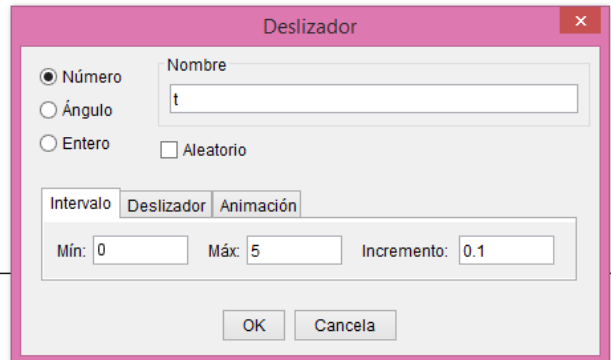 Deslizador
Número
Ángulo
Entero
Nombre
t
Aleatorio
Intervalo Deslizador Animación
Mín: 0 Máx: 5 Incremento: 0.1
OK Cancela